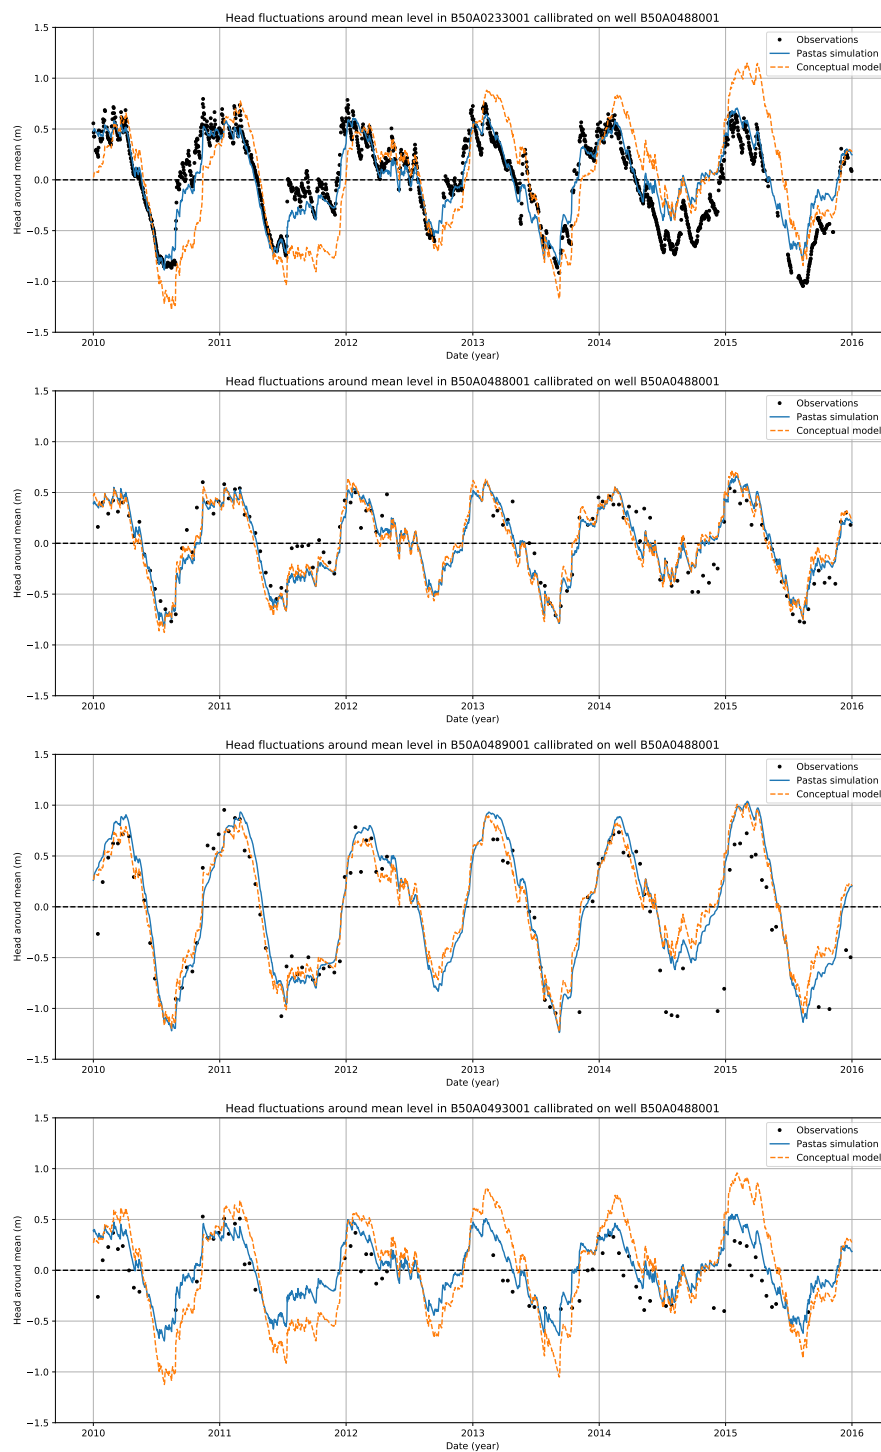 Head fluctuations around mean level in B50A0233001 callibrated on well B50A0488001
Observations
Pastas simulation
Conceptual model
Head around mean (m)
1.5
1.0
0.5
0.0
−0.5
−1.0
−1.5
2010 2011 2012 2013 2014 2015 2016
Date (year)
Head fluctuations around mean level in B50A0488001 callibrated on well B50A0488001
Observations
Pastas simulation
Conceptual model
Head around mean (m)
1.5
1.0
0.5
0.0
−0.5
−1.0
−1.5
2010 2011 2012 2013 2014 2015 2016
Date (year)
Head fluctuations around mean level in B50A0489001 callibrated on well B50A0488001
Observations
Pastas simulation
Conceptual model
Head around mean (m)
1.5
1.0
0.5
0.0
−0.5
−1.0
−1.5
2010 2011 2012 2013 2014 2015 2016
Date (year)
Head fluctuations around mean level in B50A0493001 callibrated on well B50A0488001
Observations
Pastas simulation
Conceptual model
Head around mean (m)
1.5
1.0
0.5
0.0
−0.5
−1.0
−1.5
2010 2011 2012 2013 2014 2015 2016
Date (year)